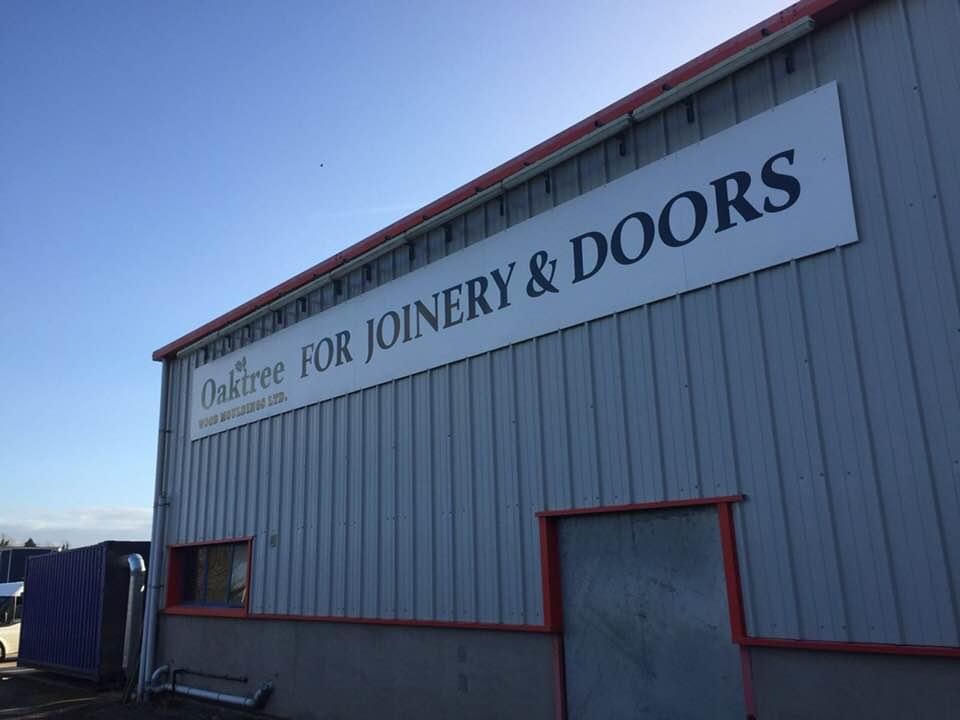 Oaktree
WOOD MOULDINGS LTD.
FOR JOINERY & DOORS